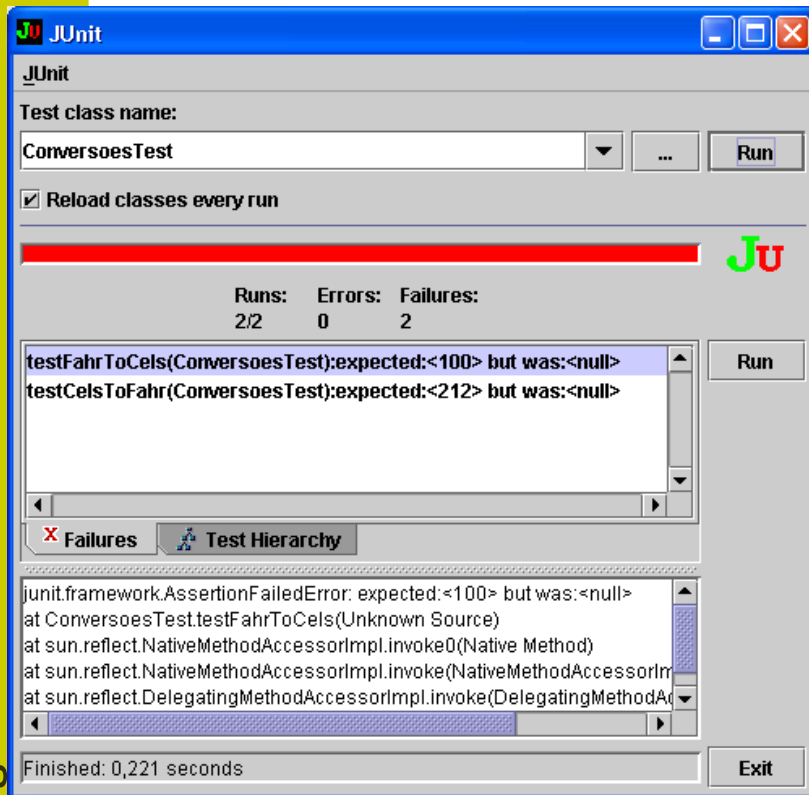 JU JUnit
JUnit
Test class name:
ConversoesTest ... Run
Reload classes every run
JU
Runs: Errors: Failures:
2/2 0 2
testFahrToCels(ConversoesTest):expected:<100> but was:<null> Run
testCelsToFahr(ConversoesTest):expected:<212> but was:<null>
Failures Test Hierarchy
junit.framework.AssertionFailedError: expected:<100> but was:<null>
at ConversoesTest.testFahrToCels(Unknown Source)
at sun.reflect.NativeMethodAccessorImpl.invoke0(Native Method)
at sun.reflect.NativeMethodAccessorImpl.invoke(NativeMethodAccessorIm
at sun.reflect.DelegatingMethodAccessorImpl.invoke(DelegatingMethodAc
Finished: 0,221 seconds Exit